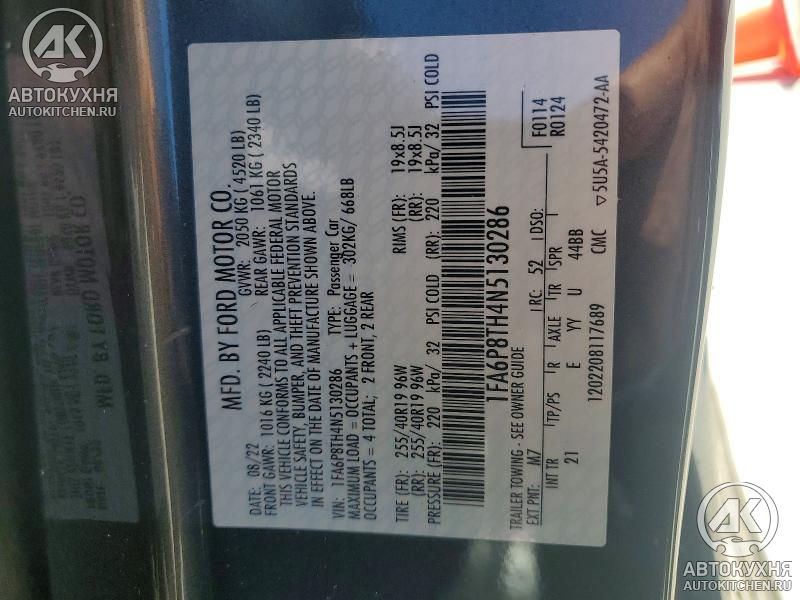 АК
АВТОКУХНЯ
AUTOKITCHEN.RU
MFD. BY FORD MOTOR CO.
DATE: 08/22 GVWR: 2050 KG ( 4520 LB)
FRONT GAWR: 1016 KG ( 2240 LB) REAR GAWR: 1061 KG ( 2340 LB)
THIS VEHICLE CONFORMS TO ALL APPLICABLE FEDERAL MOTOR
VEHICLE SAFETY, BUMPER, AND THEFT PREVENTION STANDARDS
IN EFFECT ON THE DATE OF MANUFACTURE SHOWN ABOVE.
VIN: 1FA6P8TH4N5130286 TYPE: Passenger Car
MAXIMUM LOAD = OCCUPANTS + LUGGAGE = 302KG/ 668LB
OCCUPANTS = 4 TOTAL; 2 FRONT, 2 REAR
TIRE (FR): 255/40R19 96W RIMS (FR): 19x8.5J
(RR): 255/40R19 96W (RR): 19x8.5J
PRESSURE (FR): 220 kPa/ 32 PSI COLD (RR): 220 kPa/ 32 PSI COLD
1FA6P8TH4N5130286
TRAILER TOWING - SEE OWNER GUIDE
EXT PNT: M7 RC: 52 DSO: F0114
R0124
INT TR TP/PS R AXLE TR SPR
21 E YY U 44BB
1202208117689 CMC ▽5U5A-5420472-AA
АК
АВТОКУХНЯ
AUTOKITCHEN.RU